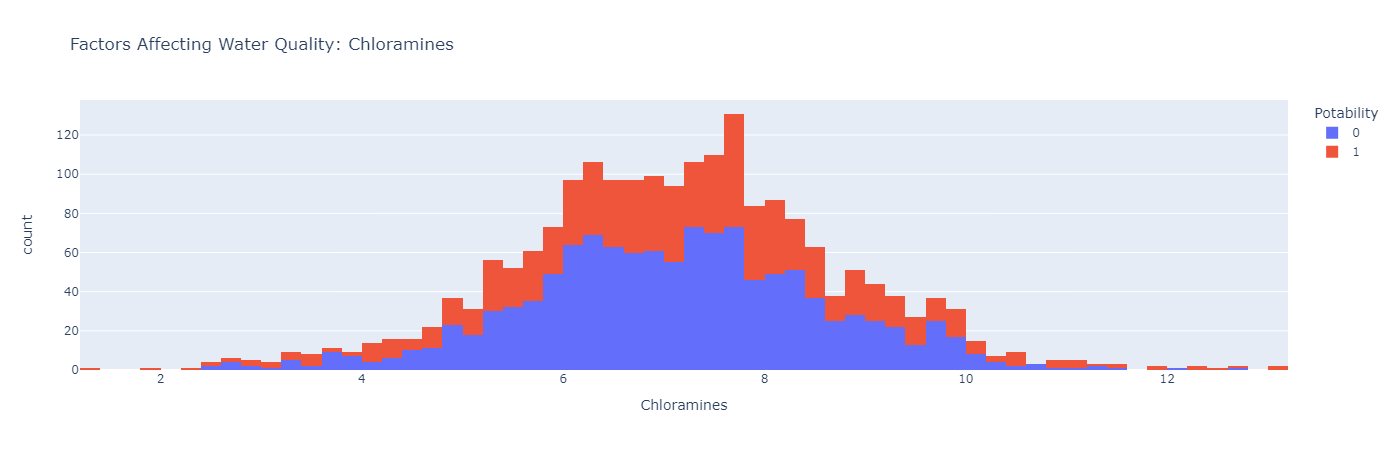 Factors Affecting Water Quality: Chloramines
Potability
0
1
count
120
100
80
60
40
20
0
2 4 6 8 10 12
Chloramines